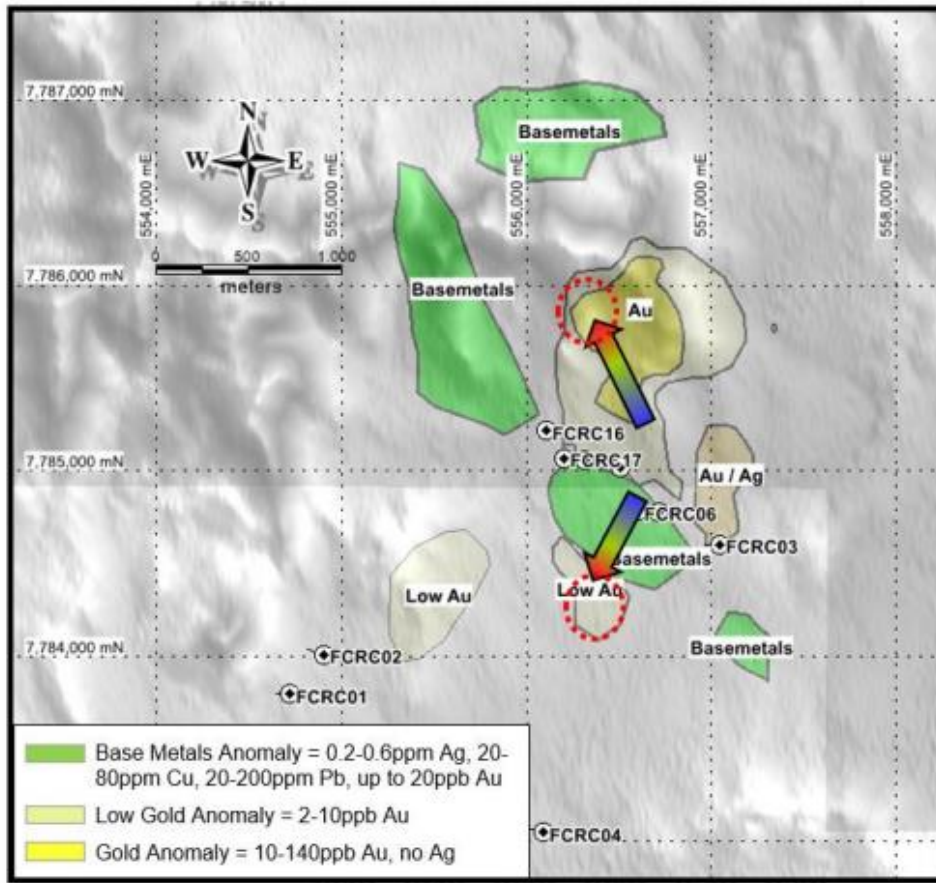 7,787,000 mN
Basemetals
N
W E
S
554,000 mE
555,000 mE
556,000 mE
557,000 mE
558,000 mE
0 500 1,000
meters
7,786,000 mN
Basemetals
Au
FCRC16
7,785,000 mN
FCRC17
Au / Ag
FCRC06
FCRC03
Basemetals
Low Au
Low Au
7,784,000 mN
FCRC02
Basemetals
FCRC01
Base Metals Anomaly = 0.2-0.6ppm Ag, 20-
80ppm Cu, 20-200ppm Pb, up to 20ppb Au
Low Gold Anomaly = 2-10ppb Au
Gold Anomaly = 10-140ppb Au, no Ag
FCRC04